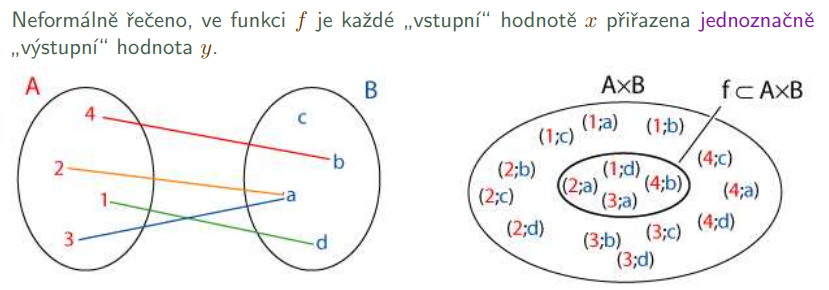 Neformálně řečeno, ve funkci f je každé „vstupní“ hodnotě x přiřazena jednoznačně
„výstupní“ hodnota y.
A
B
4
c
b
2
a
1
3
d
A×B
f ⊂ A×B
(1;c) (1;a) (1;b)
(2;b) (1;d) (4;c)
(2;c) (2;a) (4;b) (4;a)
(3;a)
(2;d) (3;b) (3;c) (4;d)
(3;d)